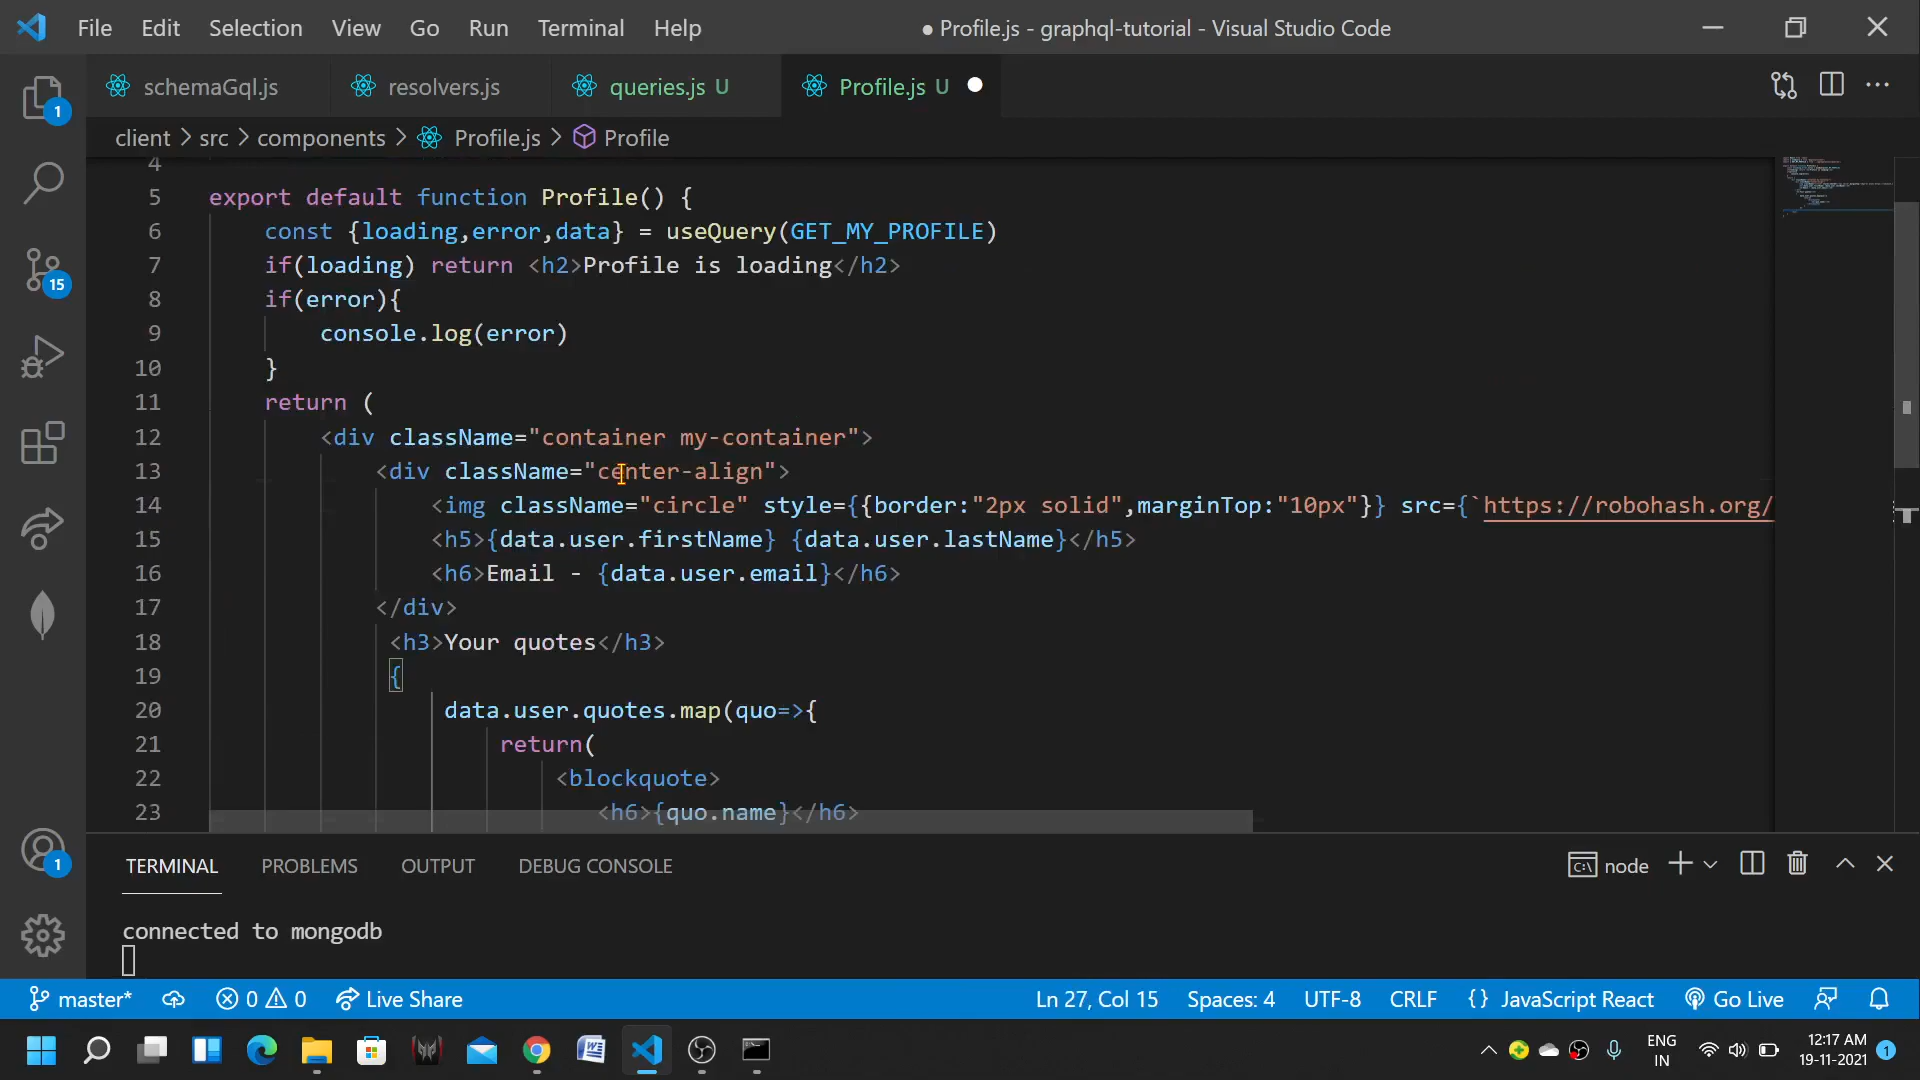 File Edit Selection View Go Run Terminal Help ● Profile.js - graphql-tutorial - Visual Studio Code
schemaGql.js resolvers.js queries.js U Profile.js U
client > src > components > Profile.js > Profile
4
5 export default function Profile() {
6 const {loading,error,data} = useQuery(GET_MY_PROFILE)
7 if(loading) return <h2>Profile is loading</h2>
8 if(error){
9 console.log(error)
10 }
11 return (
12 <div className="container my-container">
13 <div className="center-align">
14 <img className="circle" style={{border:"2px solid",marginTop:"10px"}} src={`https://robohash.org/
15 <h5>{data.user.firstName} {data.user.lastName}</h5>
16 <h6>Email - {data.user.email}</h6>
17 </div>
18 <h3>Your quotes</h3>
19 {
20 data.user.quotes.map(quo=>{
21 return(
22 <blockquote>
23 <h6>{quo.name}</h6>
1
15
1
TERMINAL PROBLEMS OUTPUT DEBUG CONSOLE node
connected to mongodb
master* 0 0 Live Share Ln 27, Col 15 Spaces: 4 UTF-8 CRLF {} JavaScript React Go Live
ENG
IN
12:17 AM
19-11-2021
1